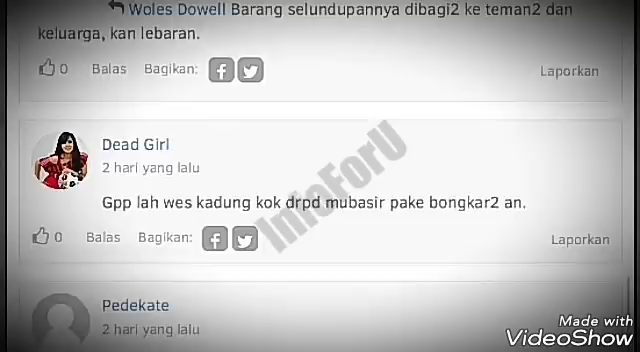 Woles Dowell Barang selundupannya dibagi2 ke teman2 dan
keluarga, kan lebaran.
0 Balas Bagikan: Laporkan
Dead Girl
2 hari yang lalu
Gpp lah wes kadung kok drpd mubasir pake bongkar2 an.
0 Balas Bagikan: Laporkan
InfoForU
Pedekate
2 hari yang lalu
Made with
VideoShow